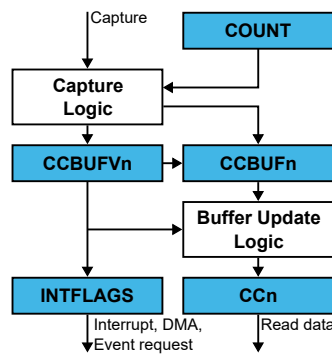 Capture
COUNT
Capture
Logic
CCBUFVn
CCBUFn
Buffer Update
Logic
INTFLAGS
CCn
Interrupt, DMA,
Event request
Read data